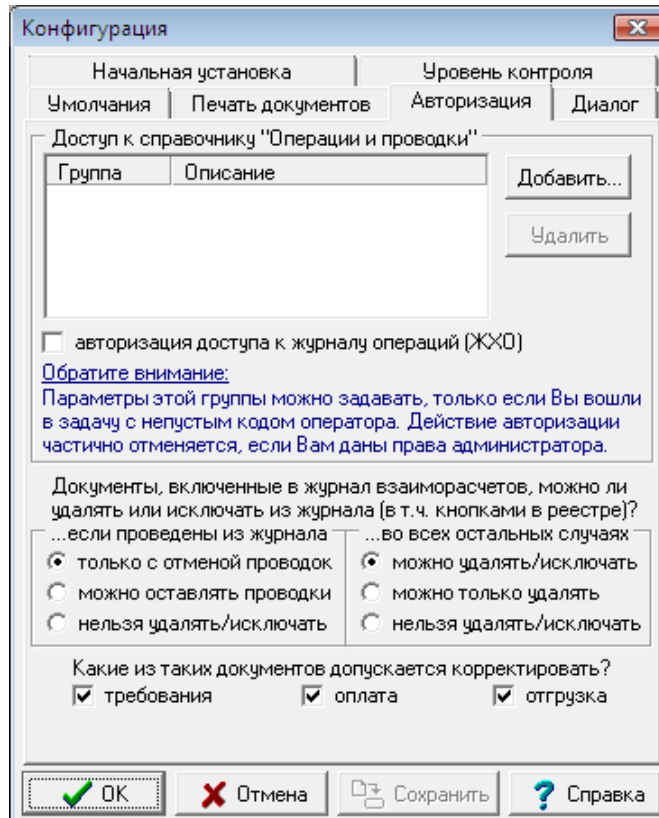 Конфигурация
Начальная установка
Уровень контроля
Умолчания
Печать документов
Авторизация
Диалог
Доступ к справочнику "Операции и проводки"
Группа
Описание
Добавить...
Удалить
авторизация доступа к журналу операций (ЖХО)
Обратите внимание:
Параметры этой группы можно задавать, только если Вы вошли
в задачу с непустым кодом оператора. Действие авторизации
частично отменяется, если Вам даны права администратора.
Документы, включенные в журнал взаиморасчетов, можно ли
удалять или исключать из журнала (в т.ч. кнопками в реестре)?
...если проведены из журнала
только с отменой проводок
можно оставлять проводки
нельзя удалять/исключать
...во всех остальных случаях
можно удалять/исключать
можно только удалять
нельзя удалять/исключать
Какие из таких документов допускается корректировать?
требования
оплата
отгрузка
OK
Отмена
Сохранить
Справка